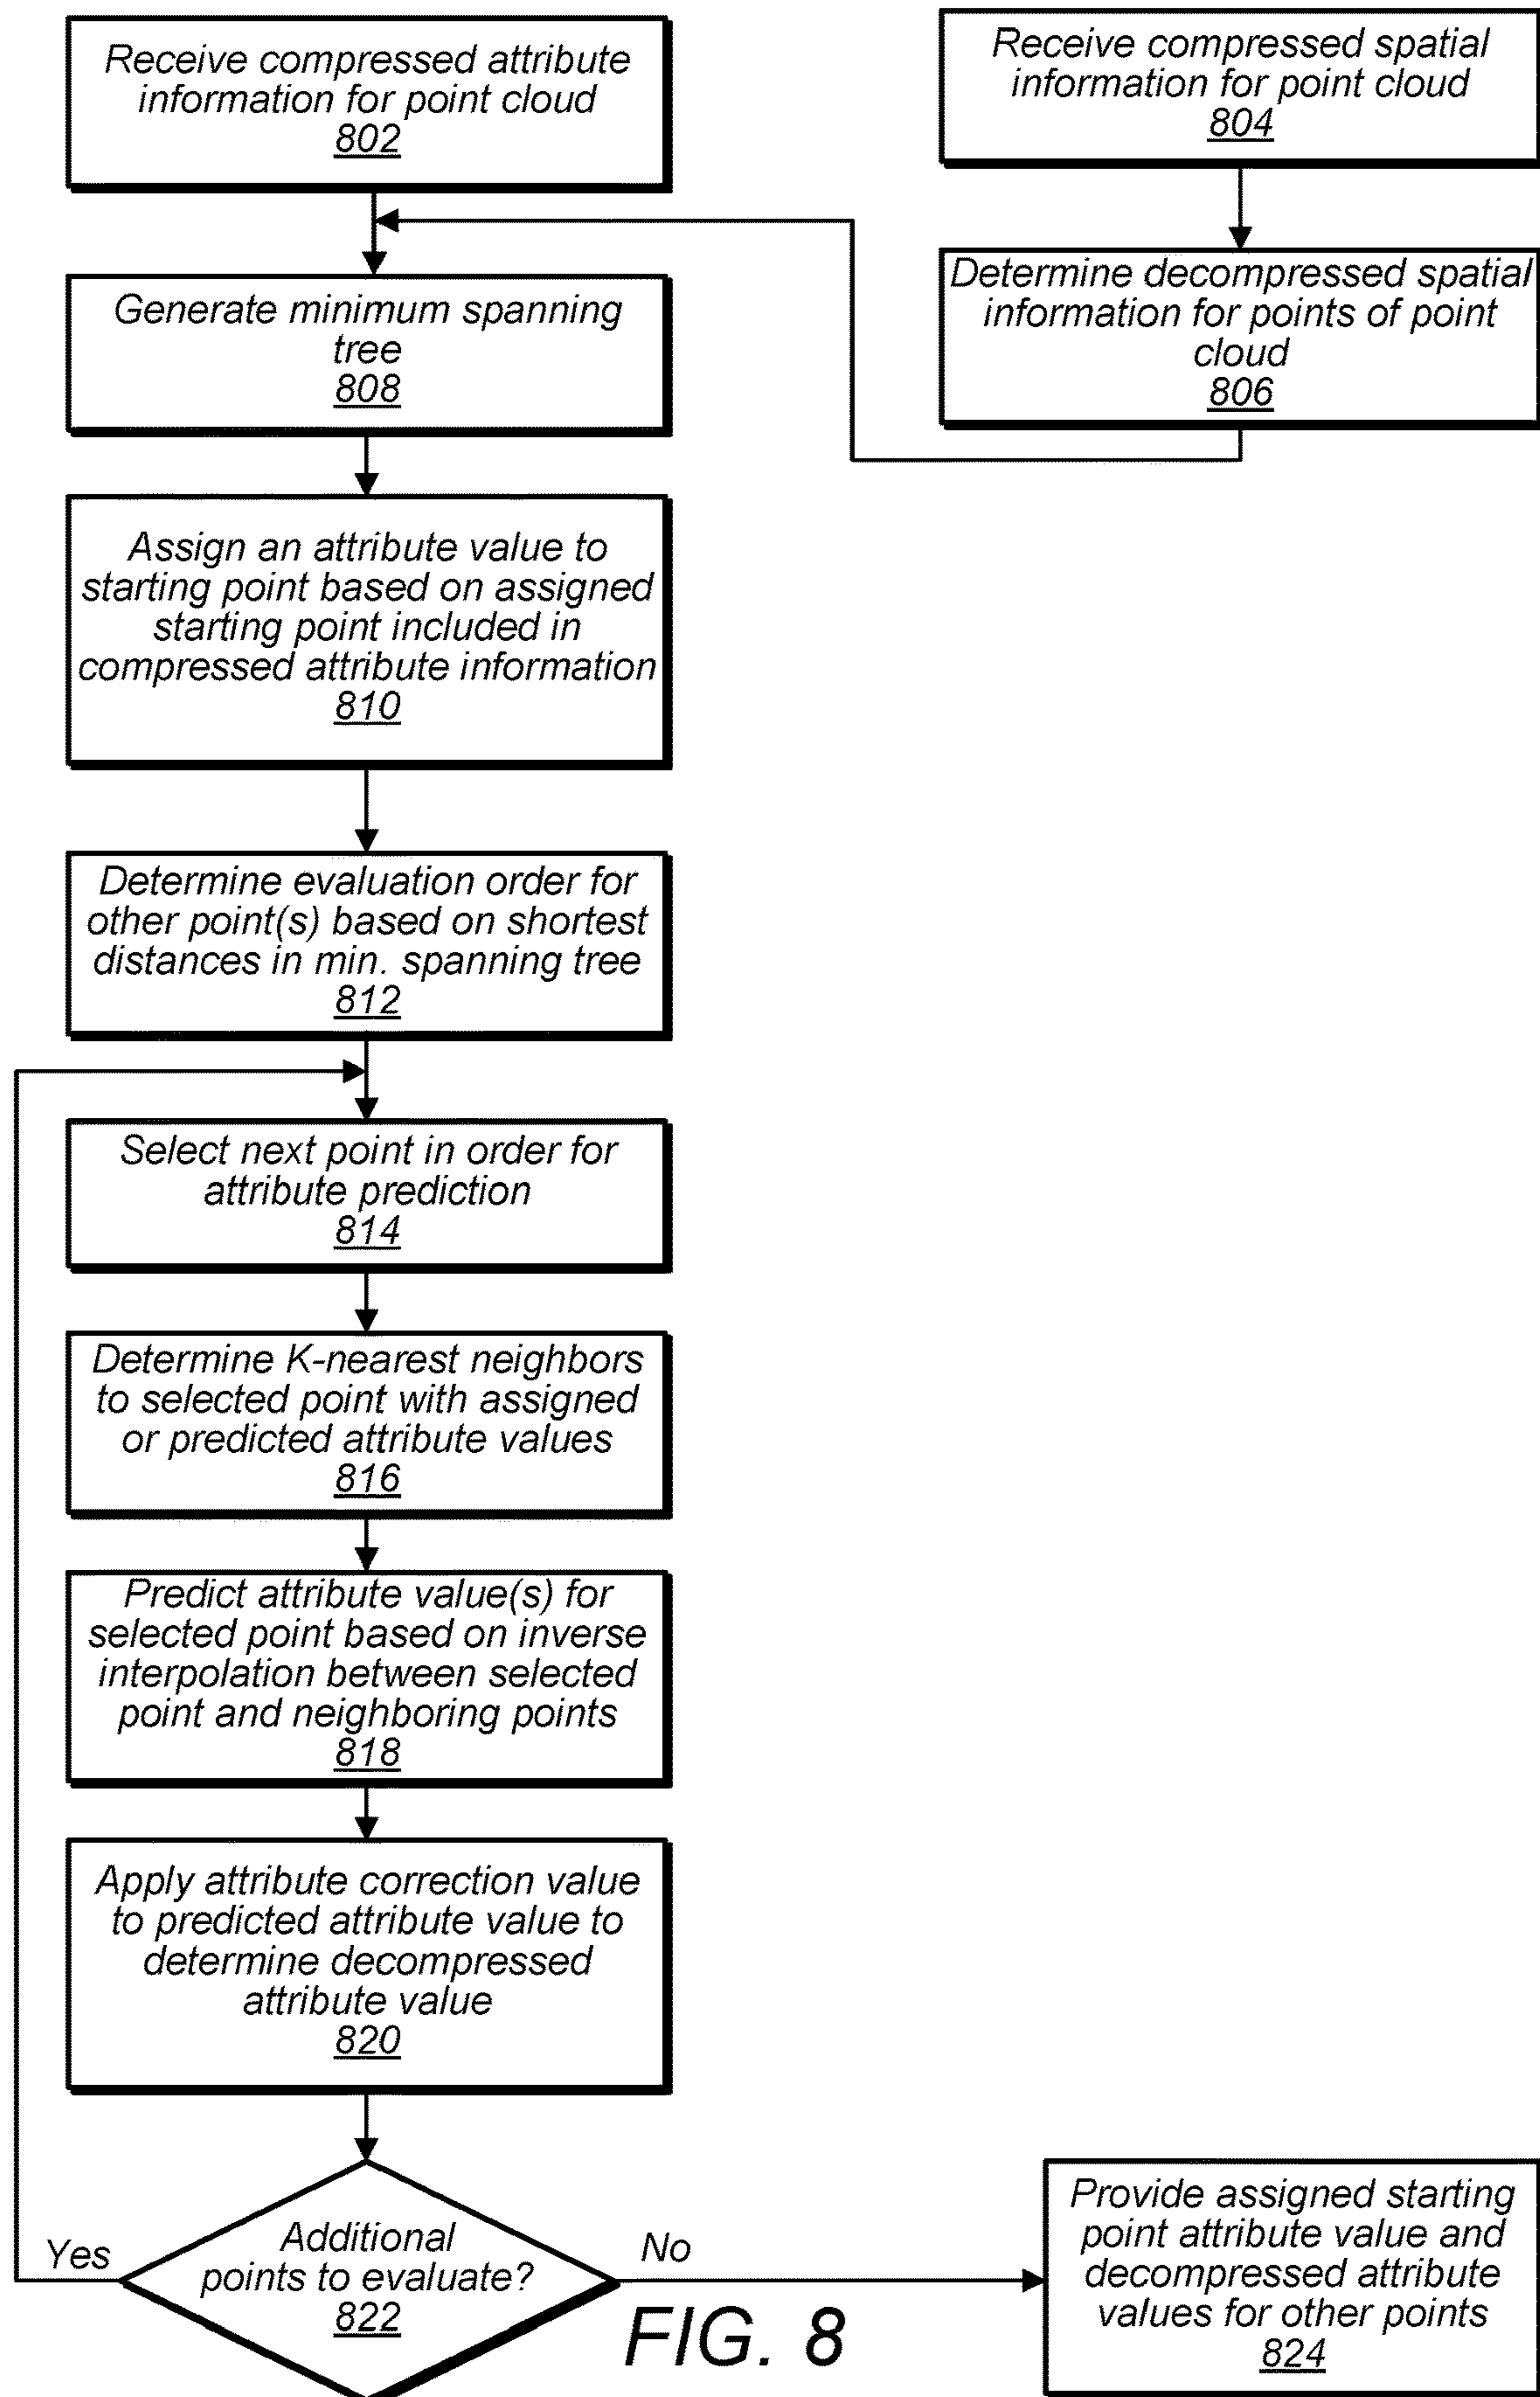 Receive compressed attribute
information for point cloud
802
Receive compressed spatial
information for point cloud
804
Determine decompressed spatial
information for points of point
cloud
806
Generate minimum spanning
tree
808
Assign an attribute value to
starting point based on assigned
starting point included in
compressed attribute information
810
Determine evaluation order for
other point(s) based on shortest
distances in min. spanning tree
812
Select next point in order for
attribute prediction
814
Determine K-nearest neighbors
to selected point with assigned
or predicted attribute values
816
Predict attribute value(s) for
selected point based on inverse
interpolation between selected
point and neighboring points
818
Apply attribute correction value
to predicted attribute value to
determine decompressed
attribute value
820
Additional
points to evaluate?
822
Yes
No
Provide assigned starting
point attribute value and
decompressed attribute
values for other points
824
FIG. 8